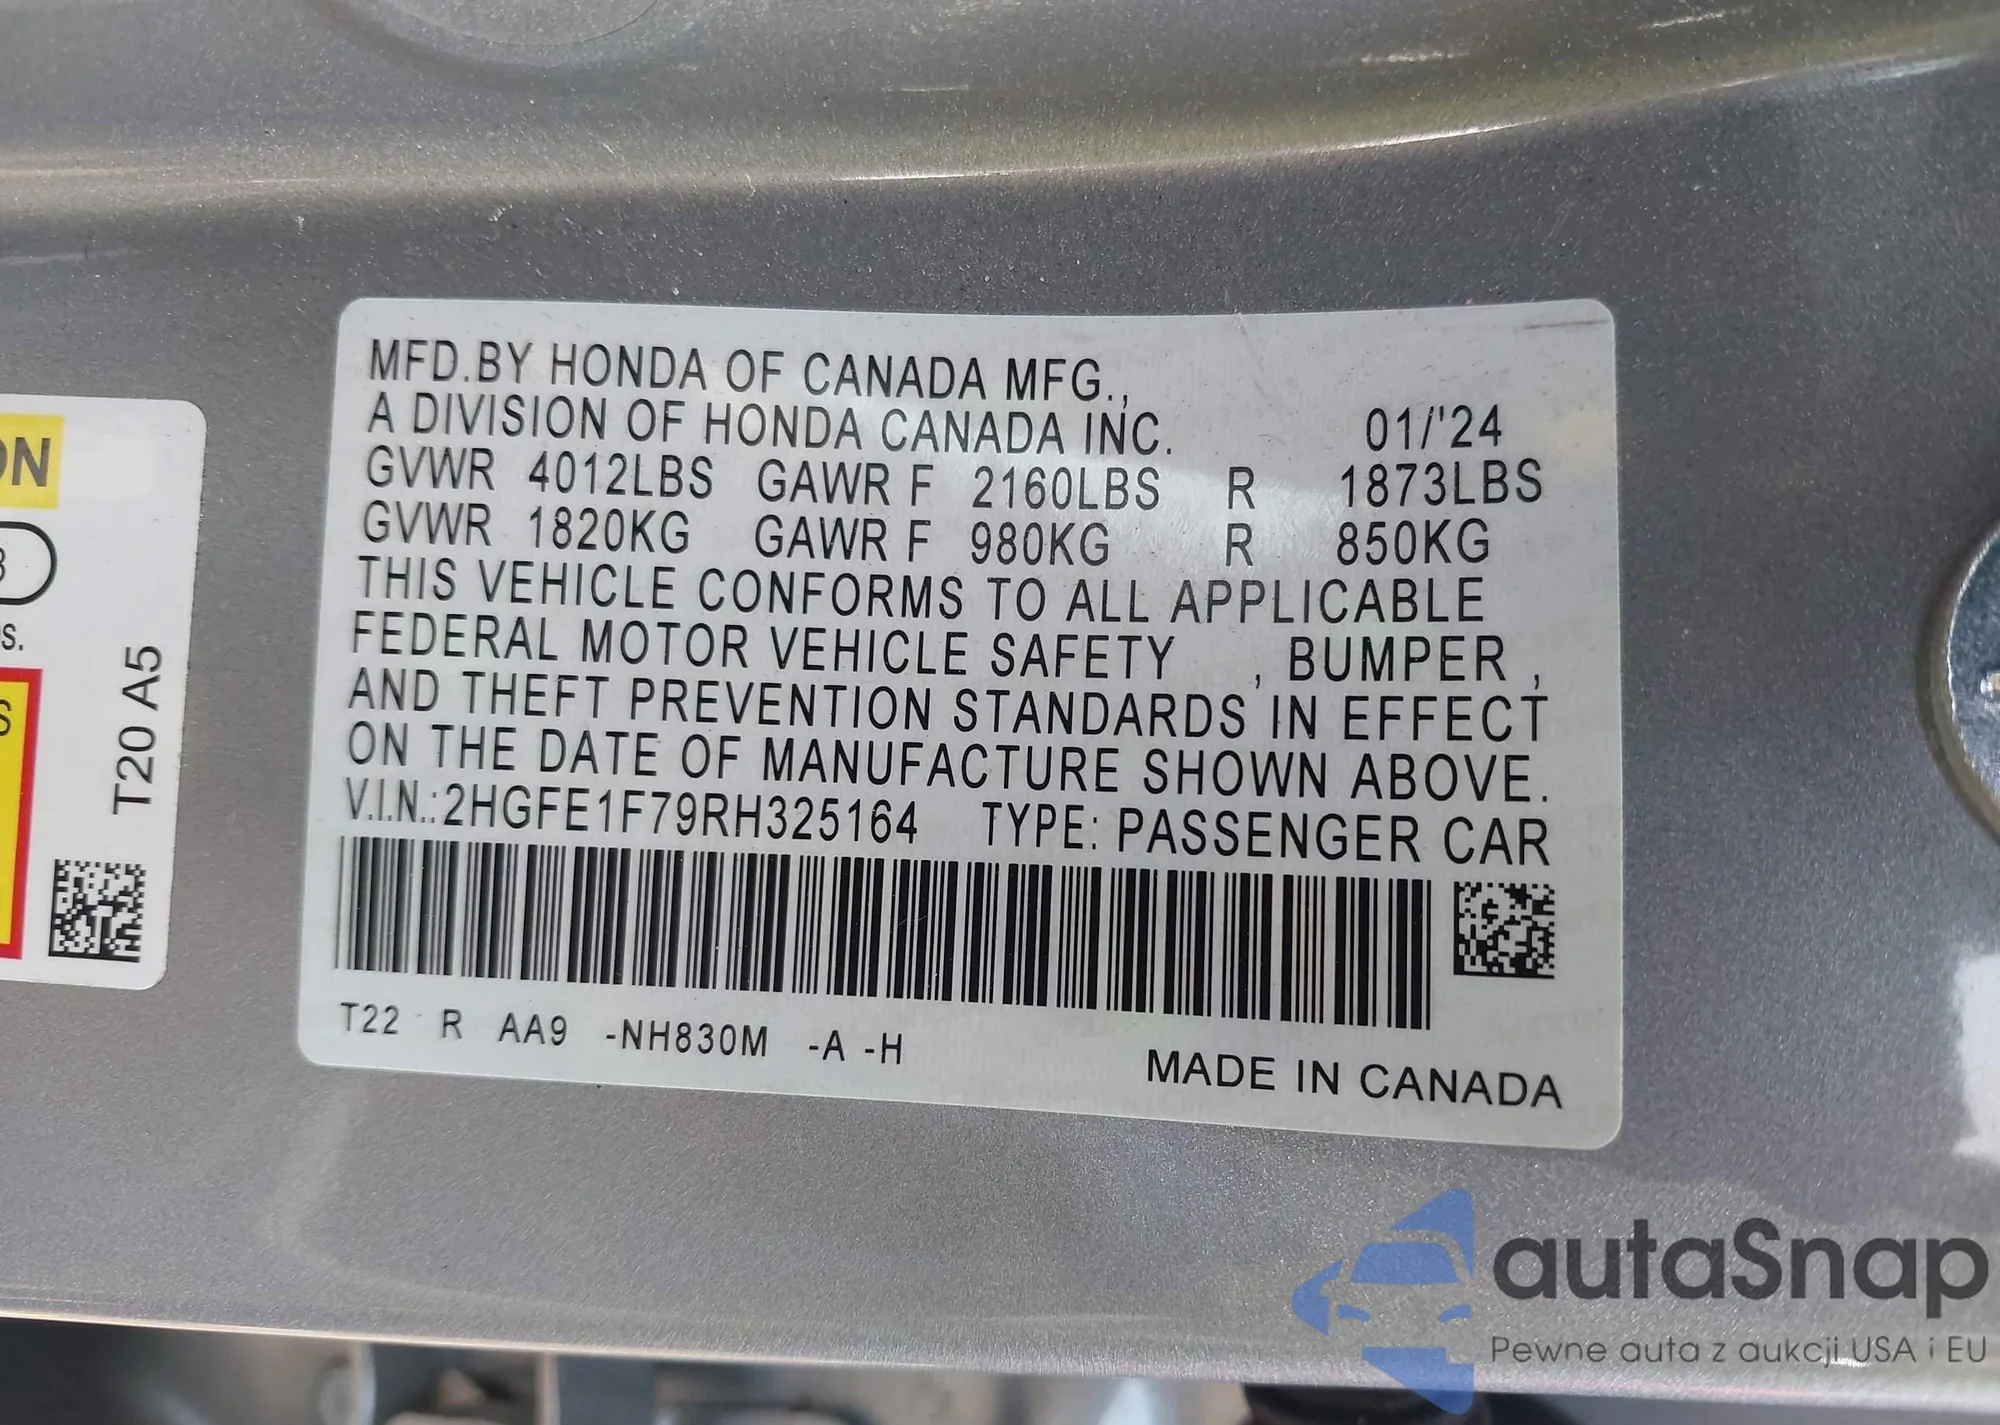 MFD.BY HONDA OF CANADA MFG.,
A DIVISION OF HONDA CANADA INC. 01/'24
GVWR 4012LBS GAWR F 2160LBS R 1873LBS
GVWR 1820KG GAWR F 980KG R 850KG
THIS VEHICLE CONFORMS TO ALL APPLICABLE
FEDERAL MOTOR VEHICLE SAFETY , BUMPER ,
AND THEFT PREVENTION STANDARDS IN EFFECT
ON THE DATE OF MANUFACTURE SHOWN ABOVE.
V.I.N.:2HGFE1F79RH325164 TYPE: PASSENGER CAR
T22 R AA9 -NH830M -A -H
MADE IN CANADA
T20 A5
autaSnap
Pewne auta z aukcji USA i EU